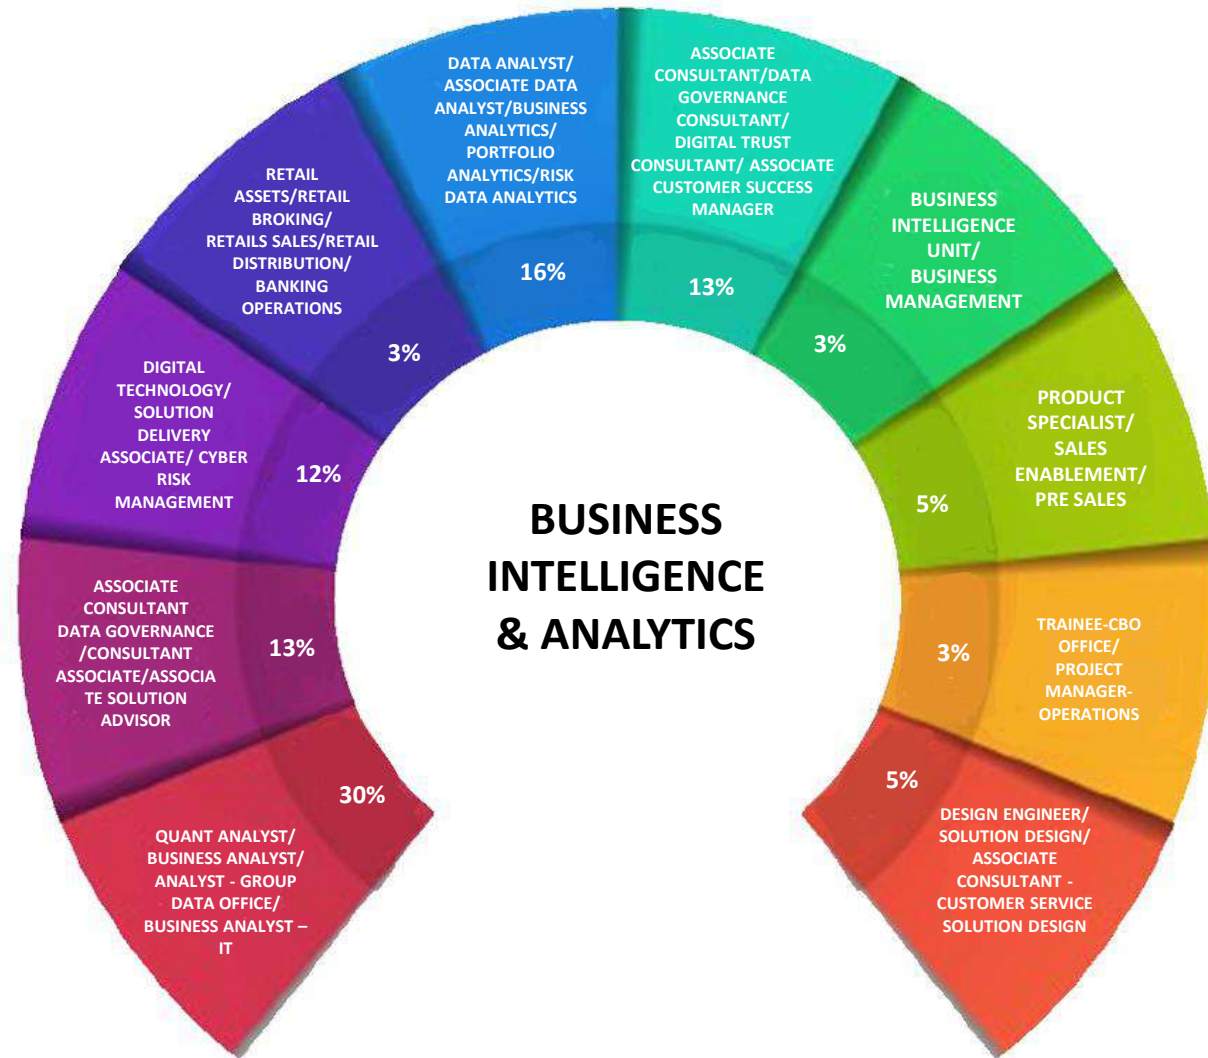 DATA ANALYST/
ASSOCIATE DATA
ANALYST/BUSINESS
ANALYTICS/
PORTFOLIO
ANALYTICS/RISK
DATA ANALYTICS
16%
ASSOCIATE
CONSULTANT/DATA
GOVERNANCE
CONSULTANT/
DIGITAL TRUST
CONSULTANT/ ASSOCIATE
CUSTOMER SUCCESS
MANAGER
13%
RETAIL
ASSETS/RETAIL
BROKING/
RETAILS SALES/RETAIL
DISTRIBUTION/
BANKING
OPERATIONS
3%
BUSINESS
INTELLIGENCE
UNIT/
BUSINESS
MANAGEMENT
3%
DIGITAL
TECHNOLOGY/
SOLUTION
DELIVERY
ASSOCIATE/ CYBER
RISK
MANAGEMENT
12%
PRODUCT
SPECIALIST/
SALES
ENABLEMENT/
PRE SALES
5%
BUSINESS
INTELLIGENCE
& ANALYTICS
ASSOCIATE
CONSULTANT
DATA GOVERNANCE
/CONSULTANT
ASSOCIATE/ASSOCIA
TE SOLUTION
ADVISOR
13%
TRAINEE-CBO
OFFICE/
PROJECT
MANAGER-
OPERATIONS
3%
QUANT ANALYST/
BUSINESS ANALYST/
ANALYST - GROUP
DATA OFFICE/
BUSINESS ANALYST –
IT
30%
DESIGN ENGINEER/
SOLUTION DESIGN/
ASSOCIATE
CONSULTANT -
CUSTOMER SERVICE
SOLUTION DESIGN
5%